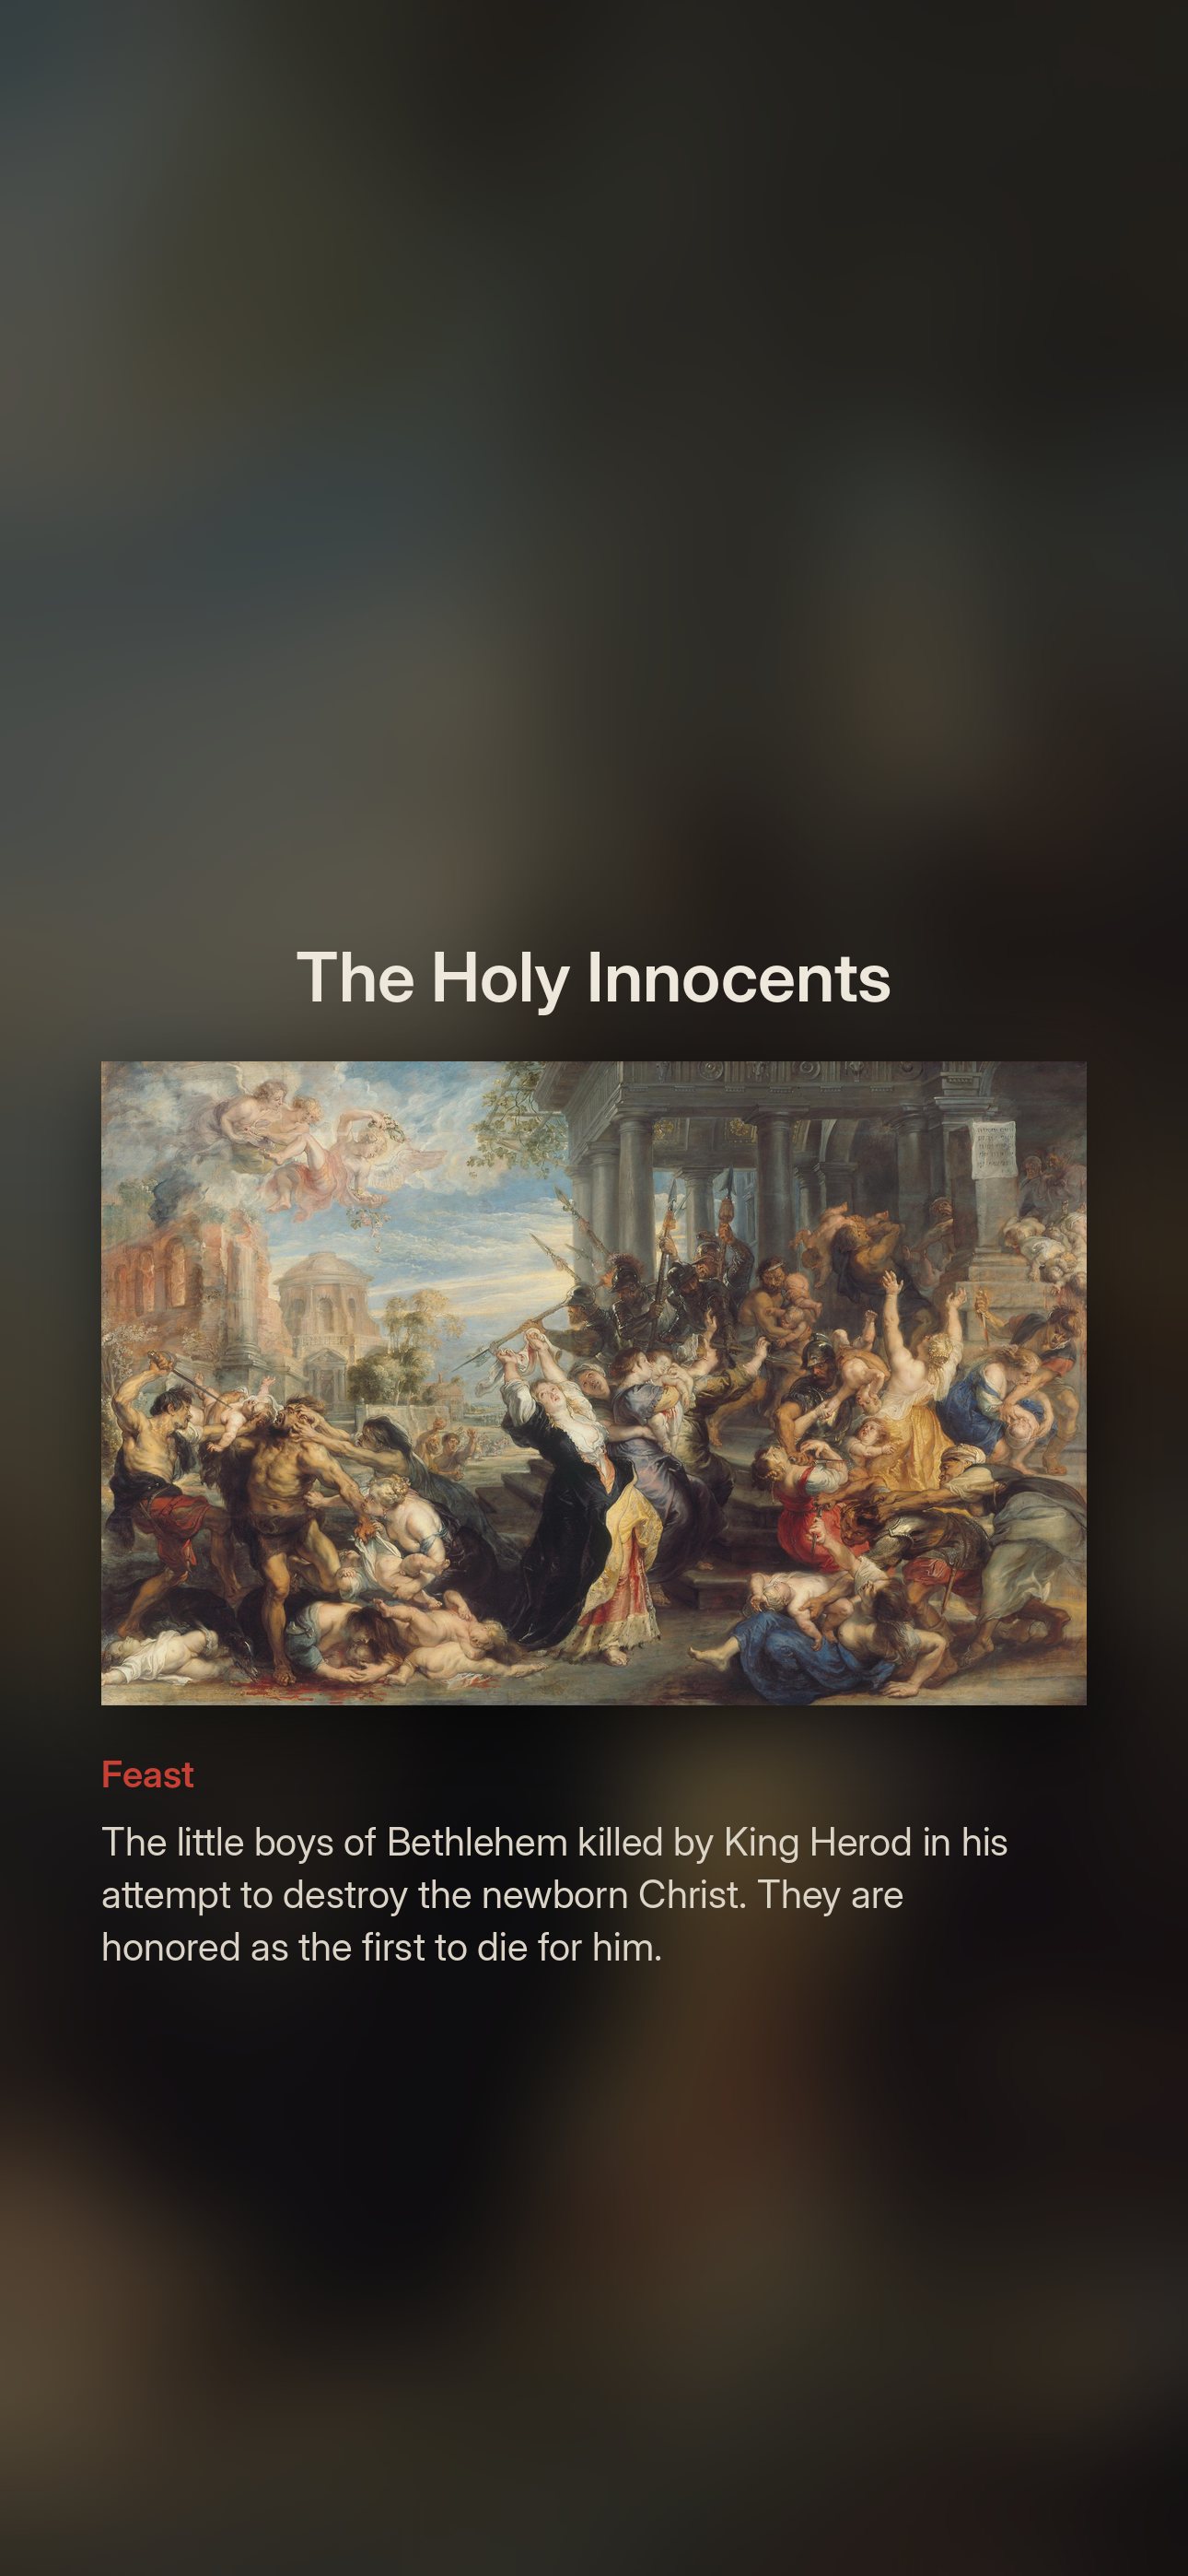 The Holy Innocents
Feast
The little boys of Bethlehem killed by King Herod in his
attempt to destroy the newborn Christ. They are
honored as the first to die for him.